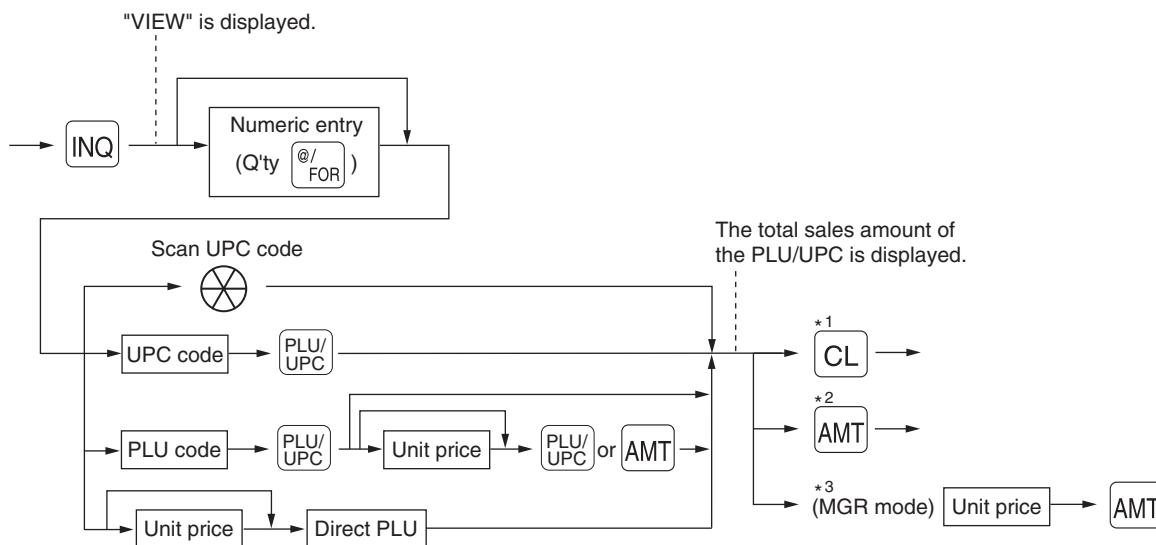 "VIEW" is displayed.
INQ
Numeric entry
(Q'ty @/FOR )
The total sales amount of
the PLU/UPC is displayed.
Scan UPC code
*1
UPC code PLU/UPC CL
*2
AMT
PLU code PLU/UPC Unit price PLU/UPC or AMT
*3
(MGR mode) Unit price AMT
Unit price Direct PLU